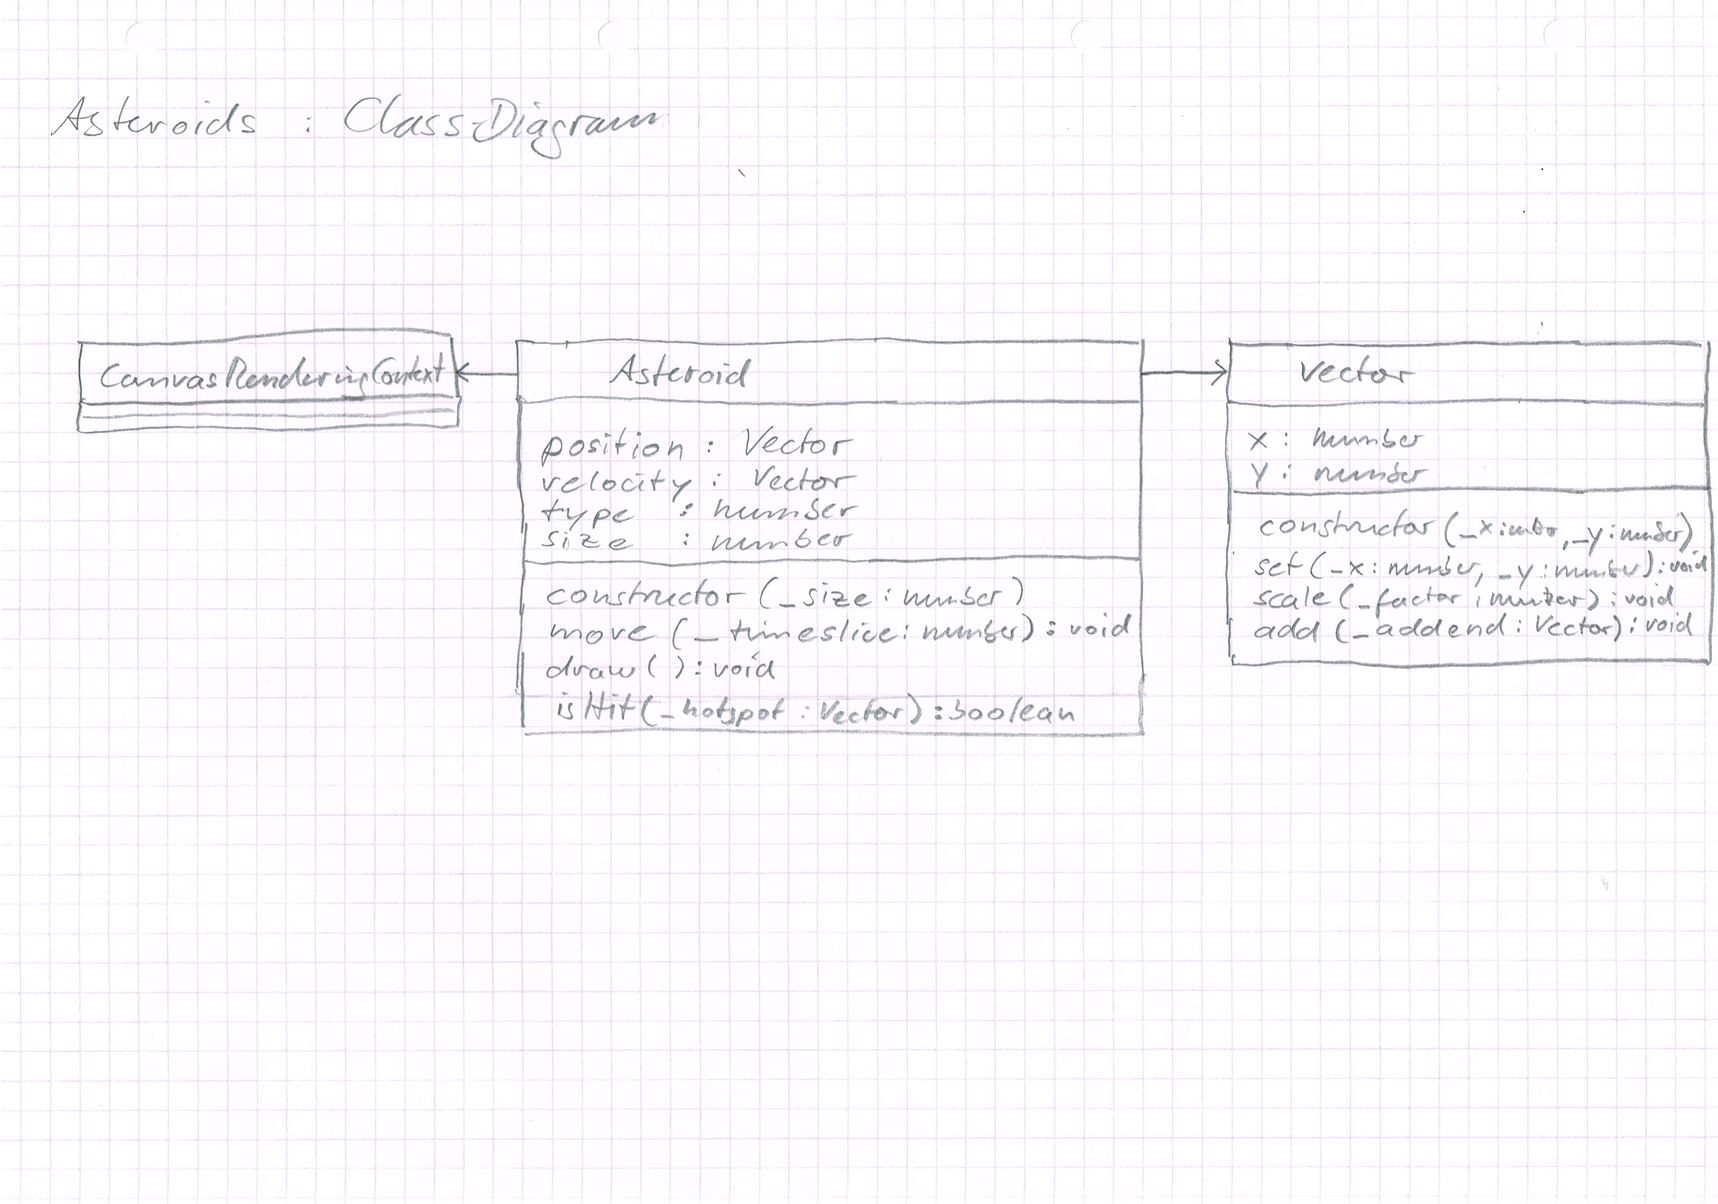 Asteroids : Class-Diagram
CanvasRenderingContext
Asteroid
position : Vector
velocity : Vector
type : number
size : number
constructor (_size : number)
move (_timeslice : number) : void
draw () : void
isHit (_hotspot : Vector) : boolean
Vector
x : number
y : number
constructor (_x : , _y : number)
set (_x : number, _y : number) : void
scale (_factor : number) : void
add (_addend : Vector) : void